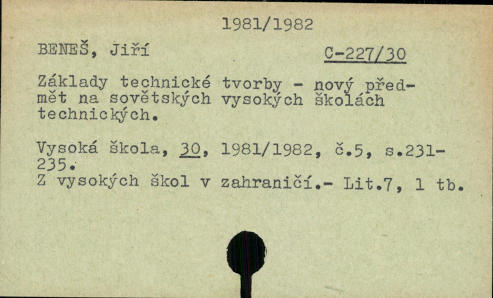 1981/1982
BENEŠ, Jiří C-227/30
Základy technické tvorby - nový před-
mět na sovětských vysokých školách
technických.
Vysoká škola, 30, 1981/1982, č.5, s.231-
235.
Z vysokých škol v zahraničí.- Lit.7, 1 tb.